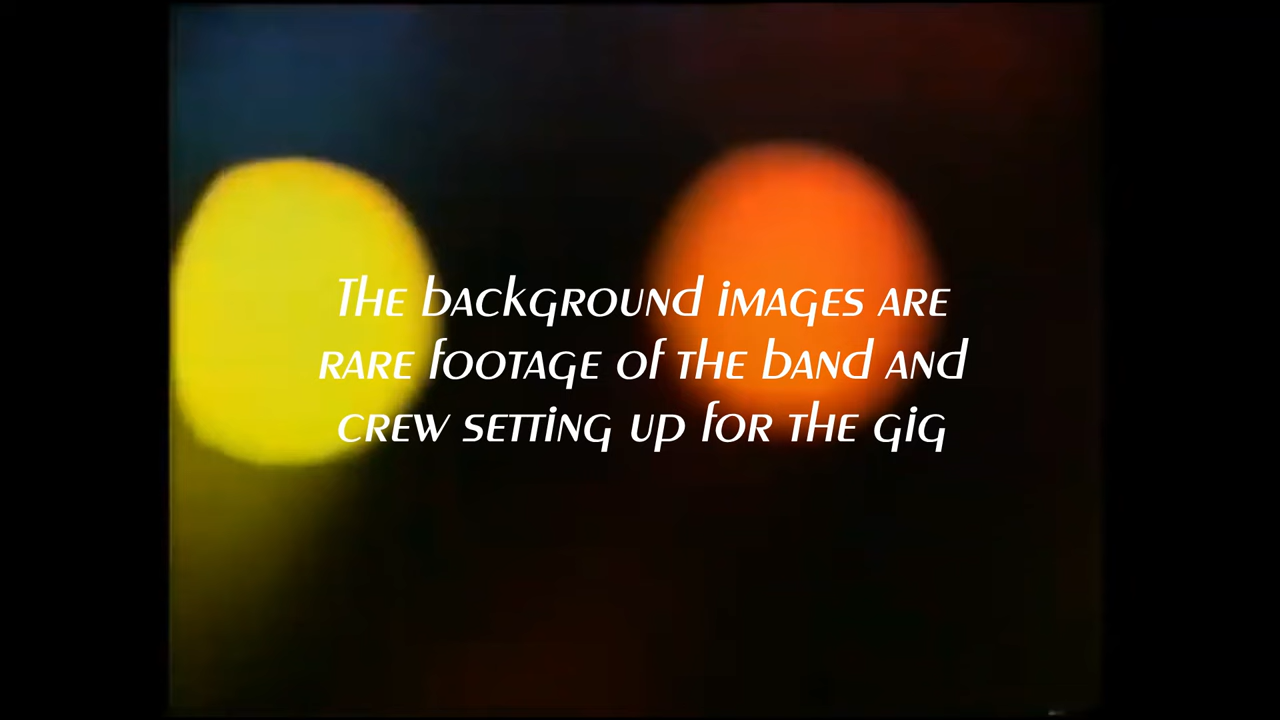 The background images are
rare footage of the band and
crew setting up for the gig